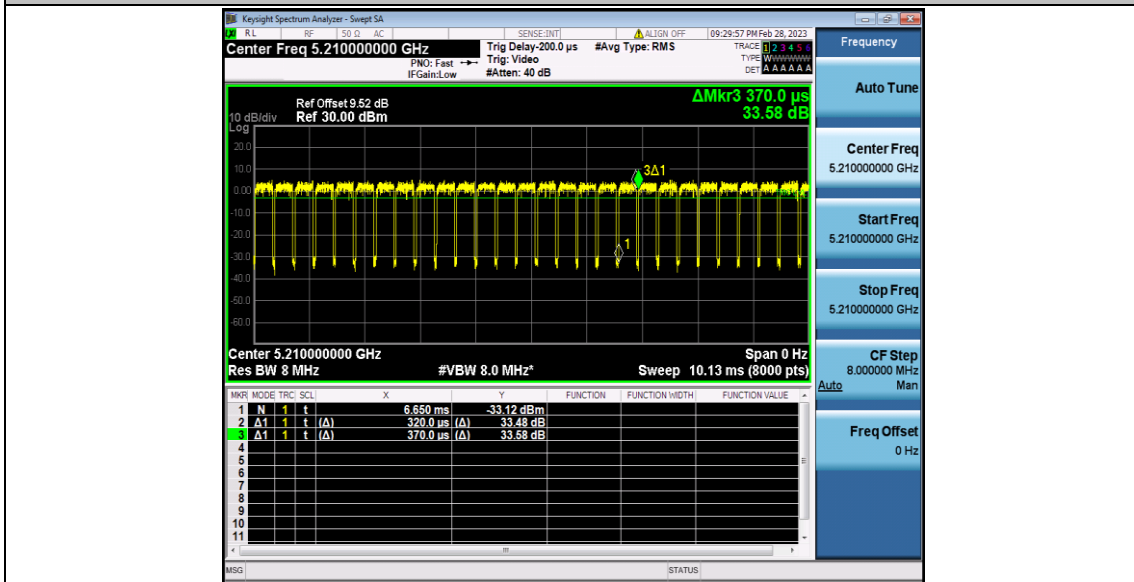 Keysight Spectrum Analyzer - Swept SA
RL RF 50 Ω AC SENSE:INT ALIGN OFF 09:29:57 PM Feb 28, 2023
Center Freq 5.210000000 GHz Trig Delay-200.0 µs #Avg Type: RMS TRACE 1 2 3 4 5 6
PNO: Fast Trig: Video TYPE WWWWWW
IFGain:Low #Atten: 40 dB DET A A A A A A
Frequency
Auto Tune
Center Freq
5.210000000 GHz
Start Freq
5.210000000 GHz
Stop Freq
5.210000000 GHz
CF Step
8.000000 MHz
Auto Man
Freq Offset
0 Hz
ΔMkr3 370.0 µs
33.58 dB
Ref Offset 9.52 dB
10 dB/div Ref 30.00 dBm
Log
20.0
10.0
0.00
-10.0
-20.0
-30.0
-40.0
-50.0
-60.0
3Δ1
1
Center 5.210000000 GHz Span 0 Hz
Res BW 8 MHz #VBW 8.0 MHz* Sweep 10.13 ms (8000 pts)
MKR MODE TRC SCL X Y FUNCTION FUNCTION WIDTH FUNCTION VALUE
1 N 1 t 6.650 ms -33.12 dBm
2 Δ1 1 t (Δ) 320.0 µs (Δ) 33.48 dB
3 Δ1 1 t (Δ) 370.0 µs (Δ) 33.58 dB
4
5
6
7
8
9
10
11
MSG STATUS